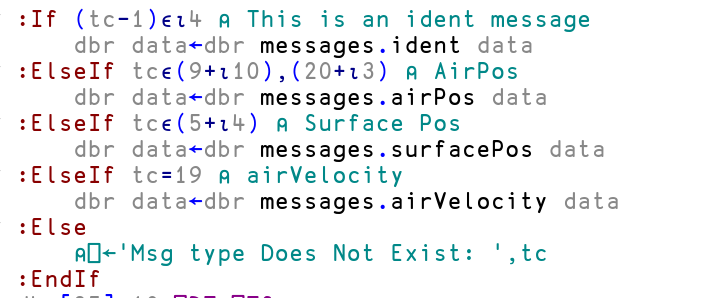 :If (tc-1)∊⍳4 ⍝ This is an ident message
    dbr data←dbr messages.ident data
:ElseIf tc∊(9+⍳10),(20+⍳3) ⍝ AirPos
    dbr data←dbr messages.airPos data
:ElseIf tc∊(5+⍳4) ⍝ Surface Pos
    dbr data←dbr messages.surfacePos data
:ElseIf tc=19 ⍝ airVelocity
    dbr data←dbr messages.airVelocity data
:Else
    ⍝⎕←'Msg type Does Not Exist: ',tc
:EndIf